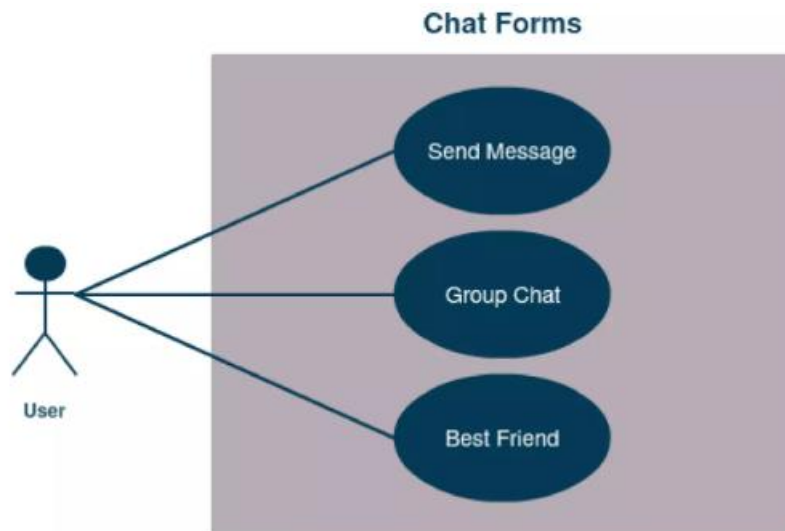 Chat Forms
Send Message
Group Chat
User
Best Friend